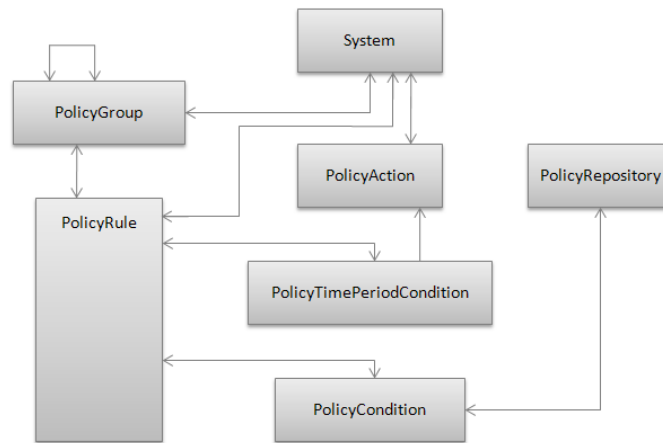 System
PolicyGroup
PolicyAction
PolicyRepository
PolicyRule
PolicyTimePeriodCondition
PolicyCondition